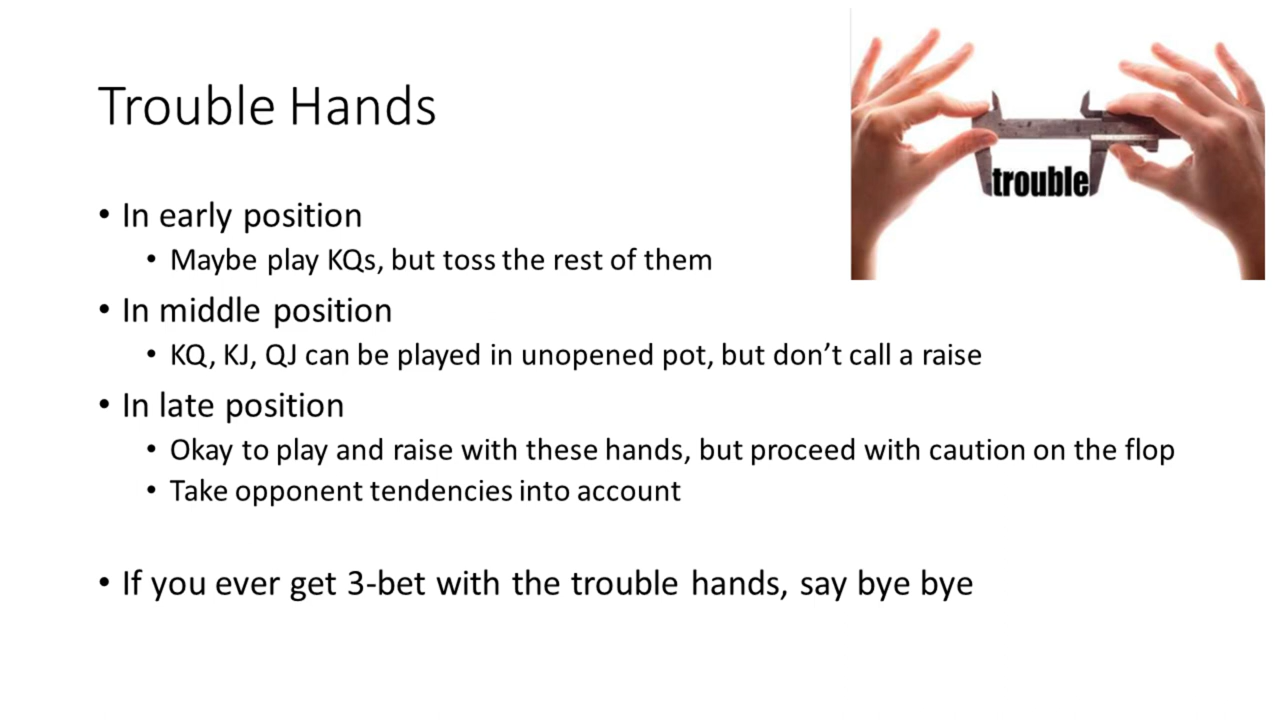 Trouble Hands
trouble
• In early position
• Maybe play KQs, but toss the rest of them
• In middle position
• KQ, KJ, QJ can be played in unopened pot, but don’t call a raise
• In late position
• Okay to play and raise with these hands, but proceed with caution on the flop
• Take opponent tendencies into account
• If you ever get 3-bet with the trouble hands, say bye bye